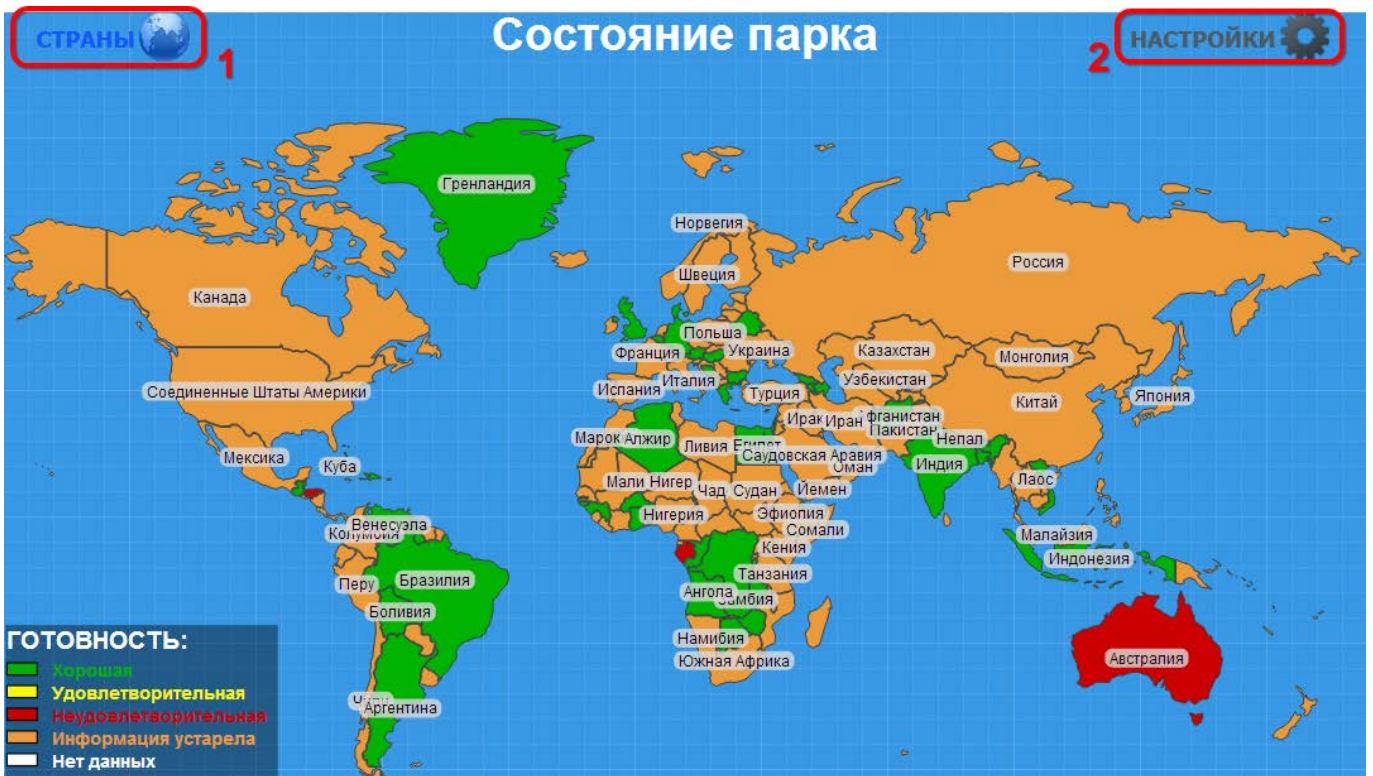 СТРАНЫ
1
Состояние парка
2
НАСТРОЙКИ
Гренландия
Норвегия
Россия
Швеция
Канада
Польша
Франция
Украина
Казахстан
Монголия
Италия
Узбекистан
Испания
Соединенные Штаты Америки
Турция
Япония
Китай
Ирак
Иран
Афганистан
Пакистан
Марок
Алжир
Ливия
Египет
Непал
Саудовская Аравия
Оман
Мексика
Куба
Индия
Мали
Нигер
Чад
Судан
Йемен
Лаос
Нигерия
Эфиопия
Венесуэла
Колумбия
Сомали
Малайзия
Кения
Индонезия
Перу
Бразилия
Танзания
Ангола
Замбия
Боливия
Намибия
Южная Африка
Австралия
Чили
Аргентина
ГОТОВНОСТЬ:
Хорошая
Удовлетворительная
Неудовлетворительная
Информация устарела
Нет данных